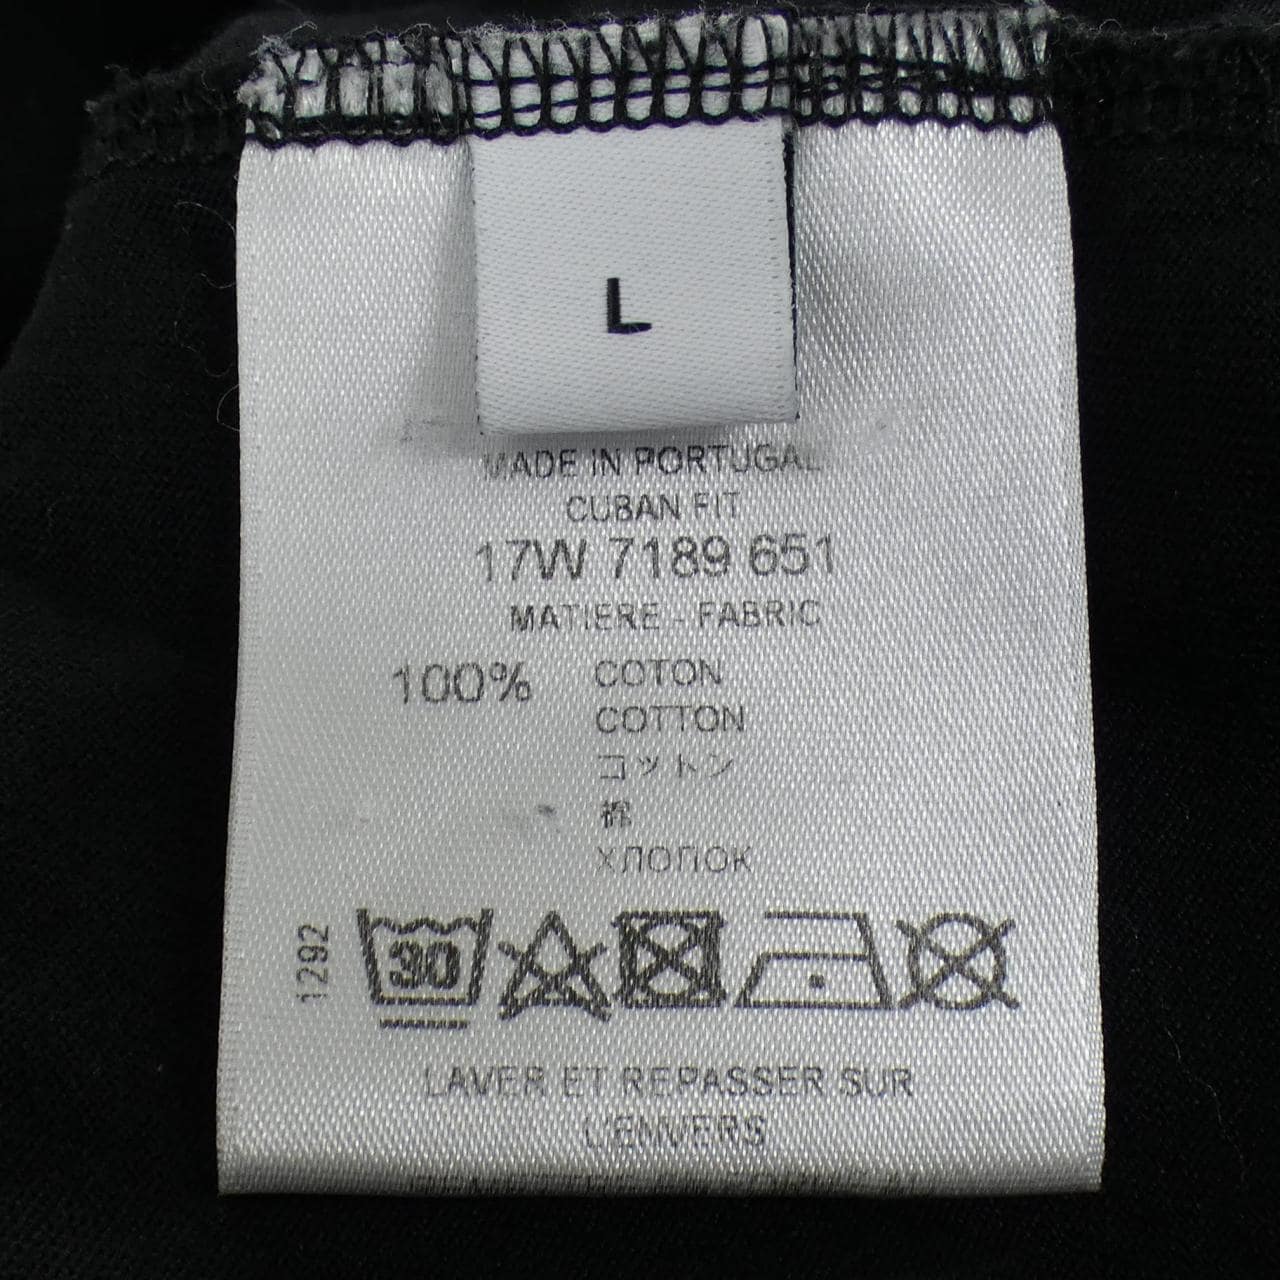 L
MADE IN PORTUGAL
CUBAN FIT
17W 7189 651
MATIERE - FABRIC
100% COTON
COTTON
コットン
棉
ХЛОПОК
1292
30
LAVER ET REPASSER SUR
L'ENVERS